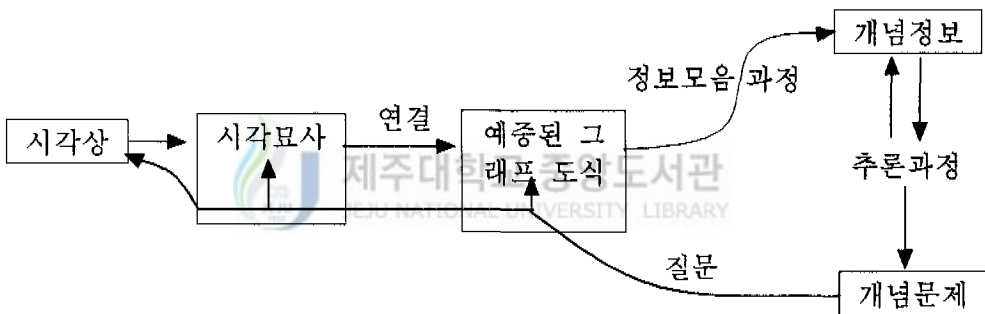 개념정보
정보모음 과정
시각상
시각묘사
연결
예증된 그
래프 도식
추론과정
제주대학교 중앙도서관
JEJU NATIONAL UNIVERSITY LIBRARY
질문
개념문제